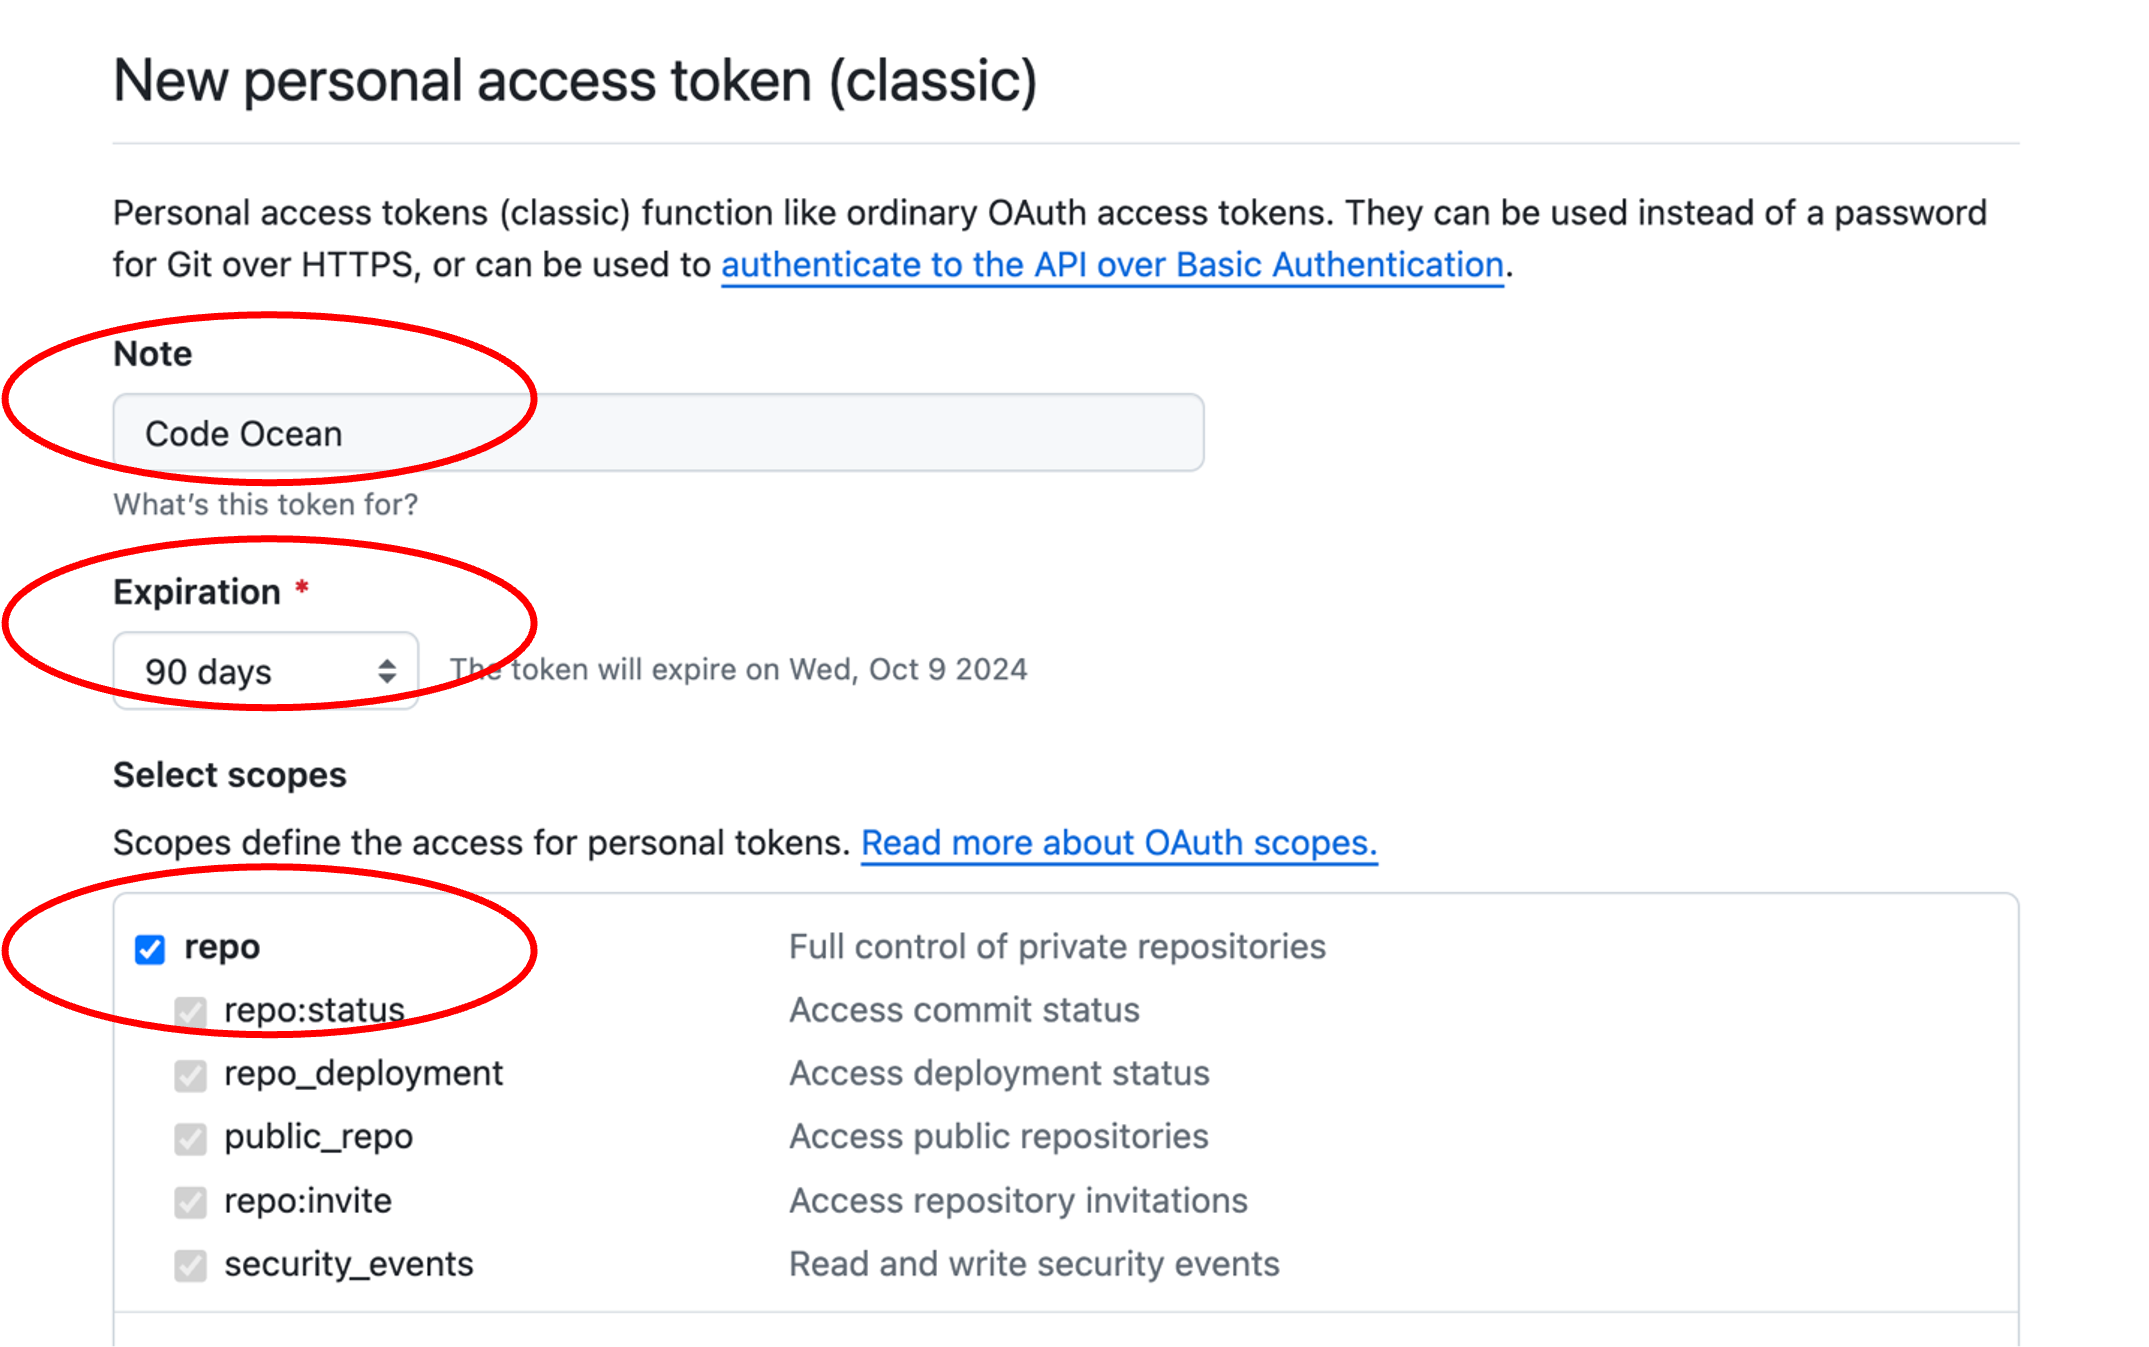 New personal access token (classic)
Personal access tokens (classic) function like ordinary OAuth access tokens. They can be used instead of a password
for Git over HTTPS, or can be used to authenticate to the API over Basic Authentication.
Note
Code Ocean
What's this token for?
Expiration *
90 days The token will expire on Wed, Oct 9 2024
Select scopes
Scopes define the access for personal tokens. Read more about OAuth scopes.
repo Full control of private repositories
repo:status Access commit status
repo_deployment Access deployment status
public_repo Access public repositories
repo:invite Access repository invitations
security_events Read and write security events